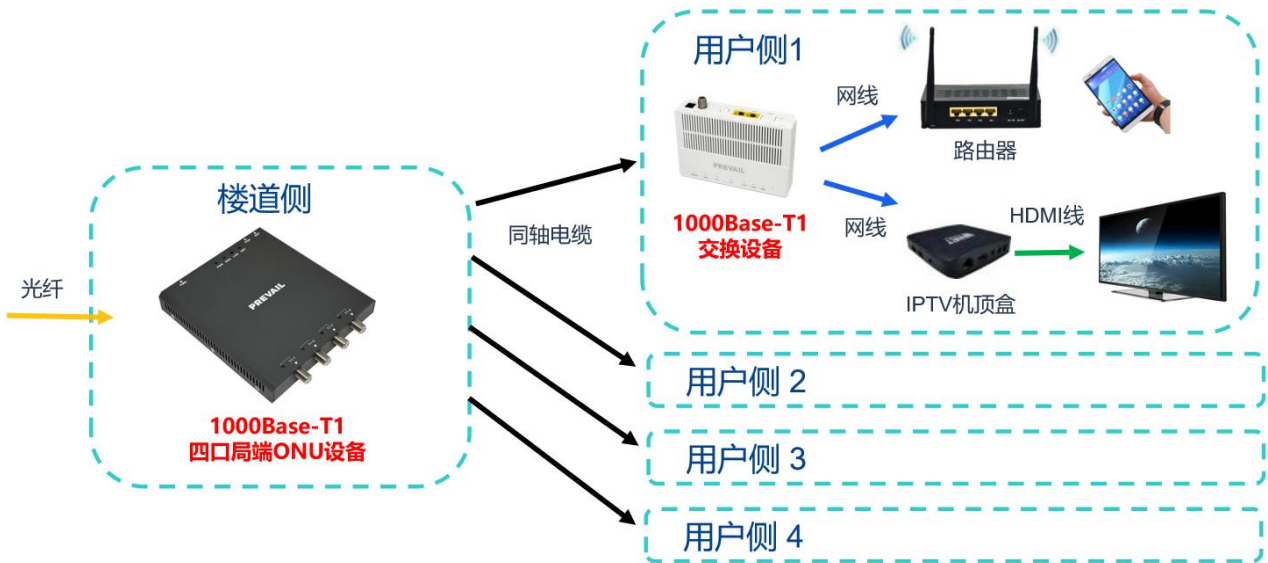 光纤
楼道侧
PREVAIL
1000Base-T1
四口局端ONU设备
同轴电缆
用户侧1
PREVAIL
1000Base-T1
交换设备
网线
路由器
网线
IPTV机顶盒
HDMI线
用户侧 2
用户侧 3
用户侧 4